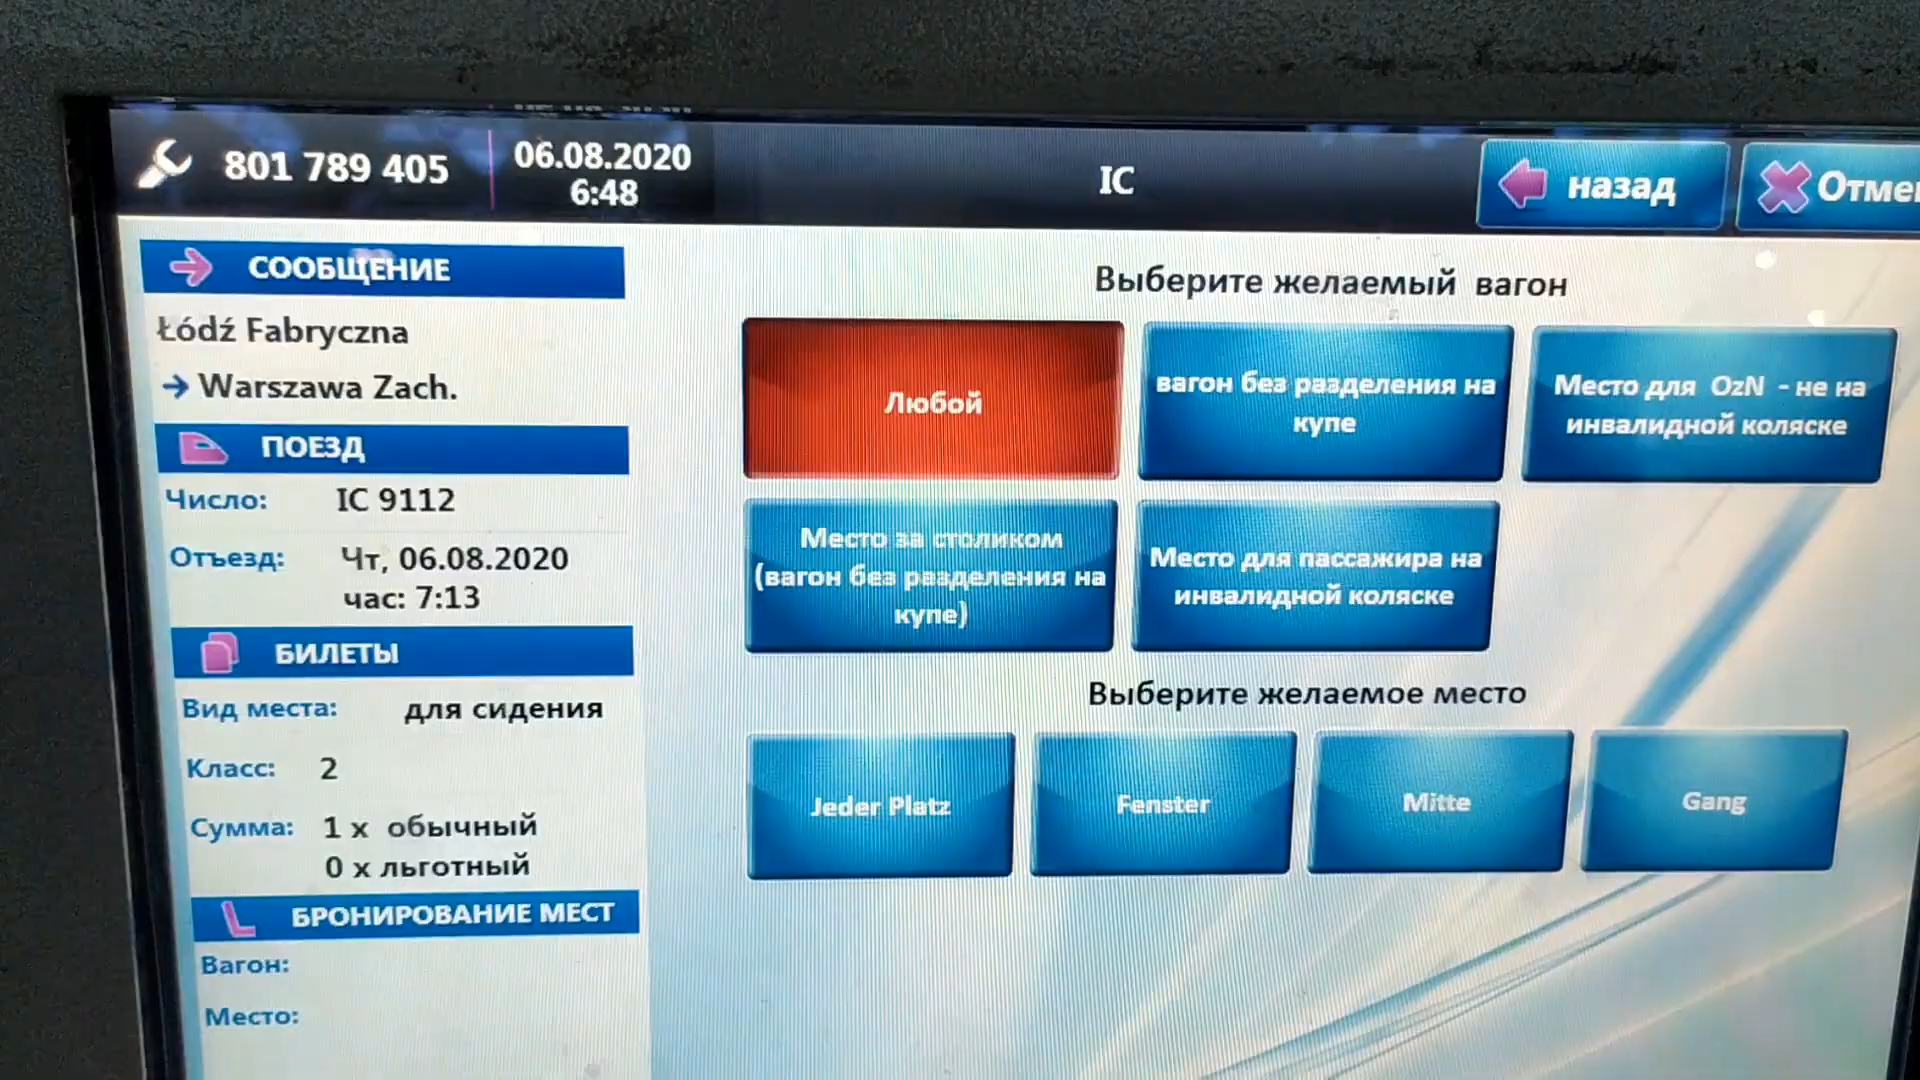 801 789 405
06.08.2020
6:48
IC
назад
СООБЩЕНИЕ
Łódź Fabryczna
Warszawa Zach.
ПОЕЗД
Число: IC 9112
Отъезд: Чт, 06.08.2020
час: 7:13
БИЛЕТЫ
Вид места: для сидения
Класс: 2
Сумма: 1 x обычный
0 x льготный
БРОНИРОВАНИЕ МЕСТ
Вагон:
Место:
Выберите желаемый вагон
Любой
вагон без разделения на
купе
Место для OzN - не на
инвалидной коляске
Место за столиком
(вагон без разделения на
купе)
Место для пассажира на
инвалидной коляске
Выберите желаемое место
Jeder Platz
Fenster
Mitte
Gang